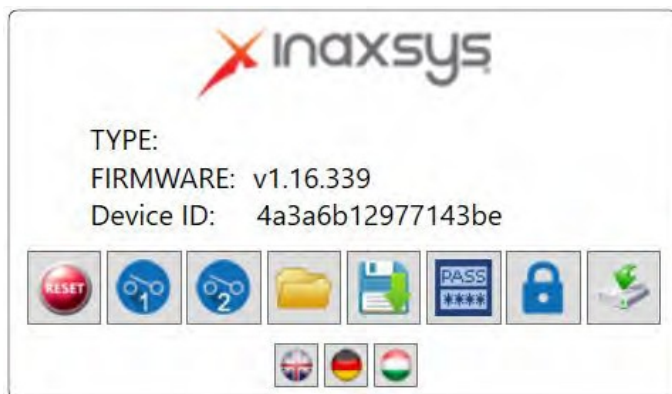 inaxsys
TYPE:
FIRMWARE: v1.16.339
Device ID: 4a3a6b12977143be
RESET 1 2 PASS
****